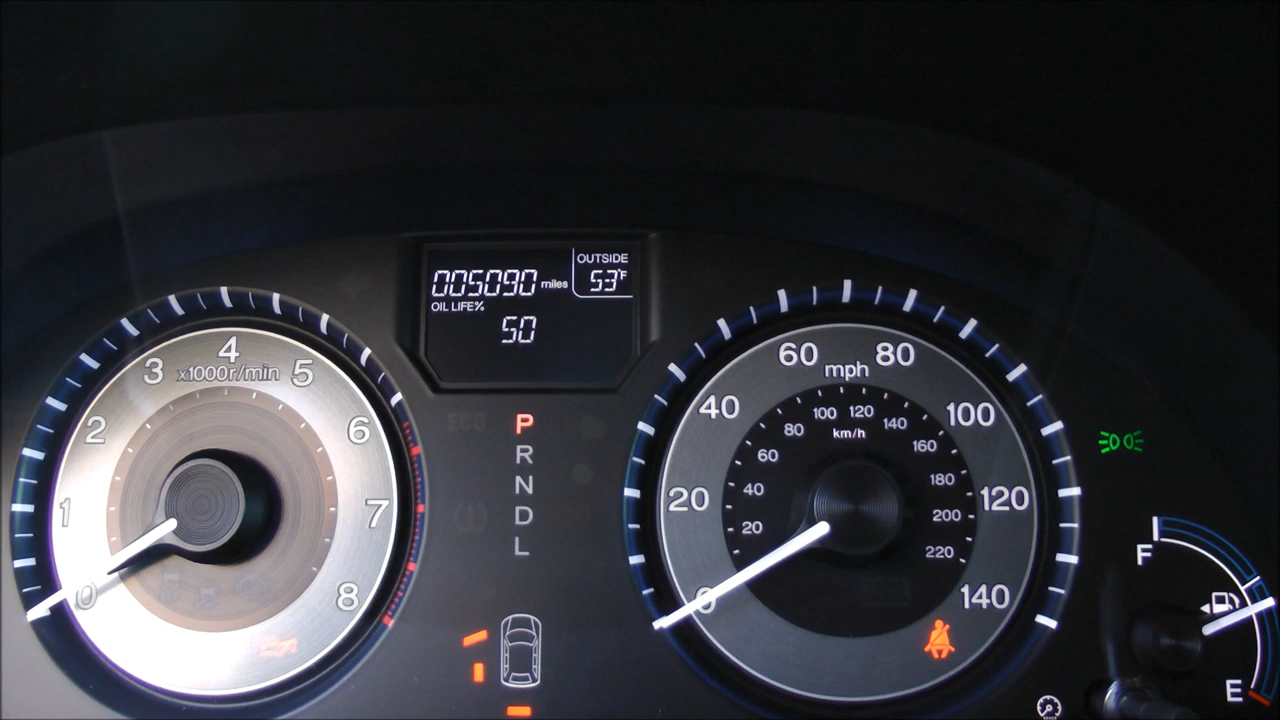 005090 miles
OUTSIDE
53°F
OIL LIFE%
50
0
1
2
3
4
5
6
7
8
x1000r/min
ECO
P
R
N
D
L
0
20
40
60
80
100
120
140
mph
20
40
60
80
100
120
140
160
180
200
220
km/h
F
E